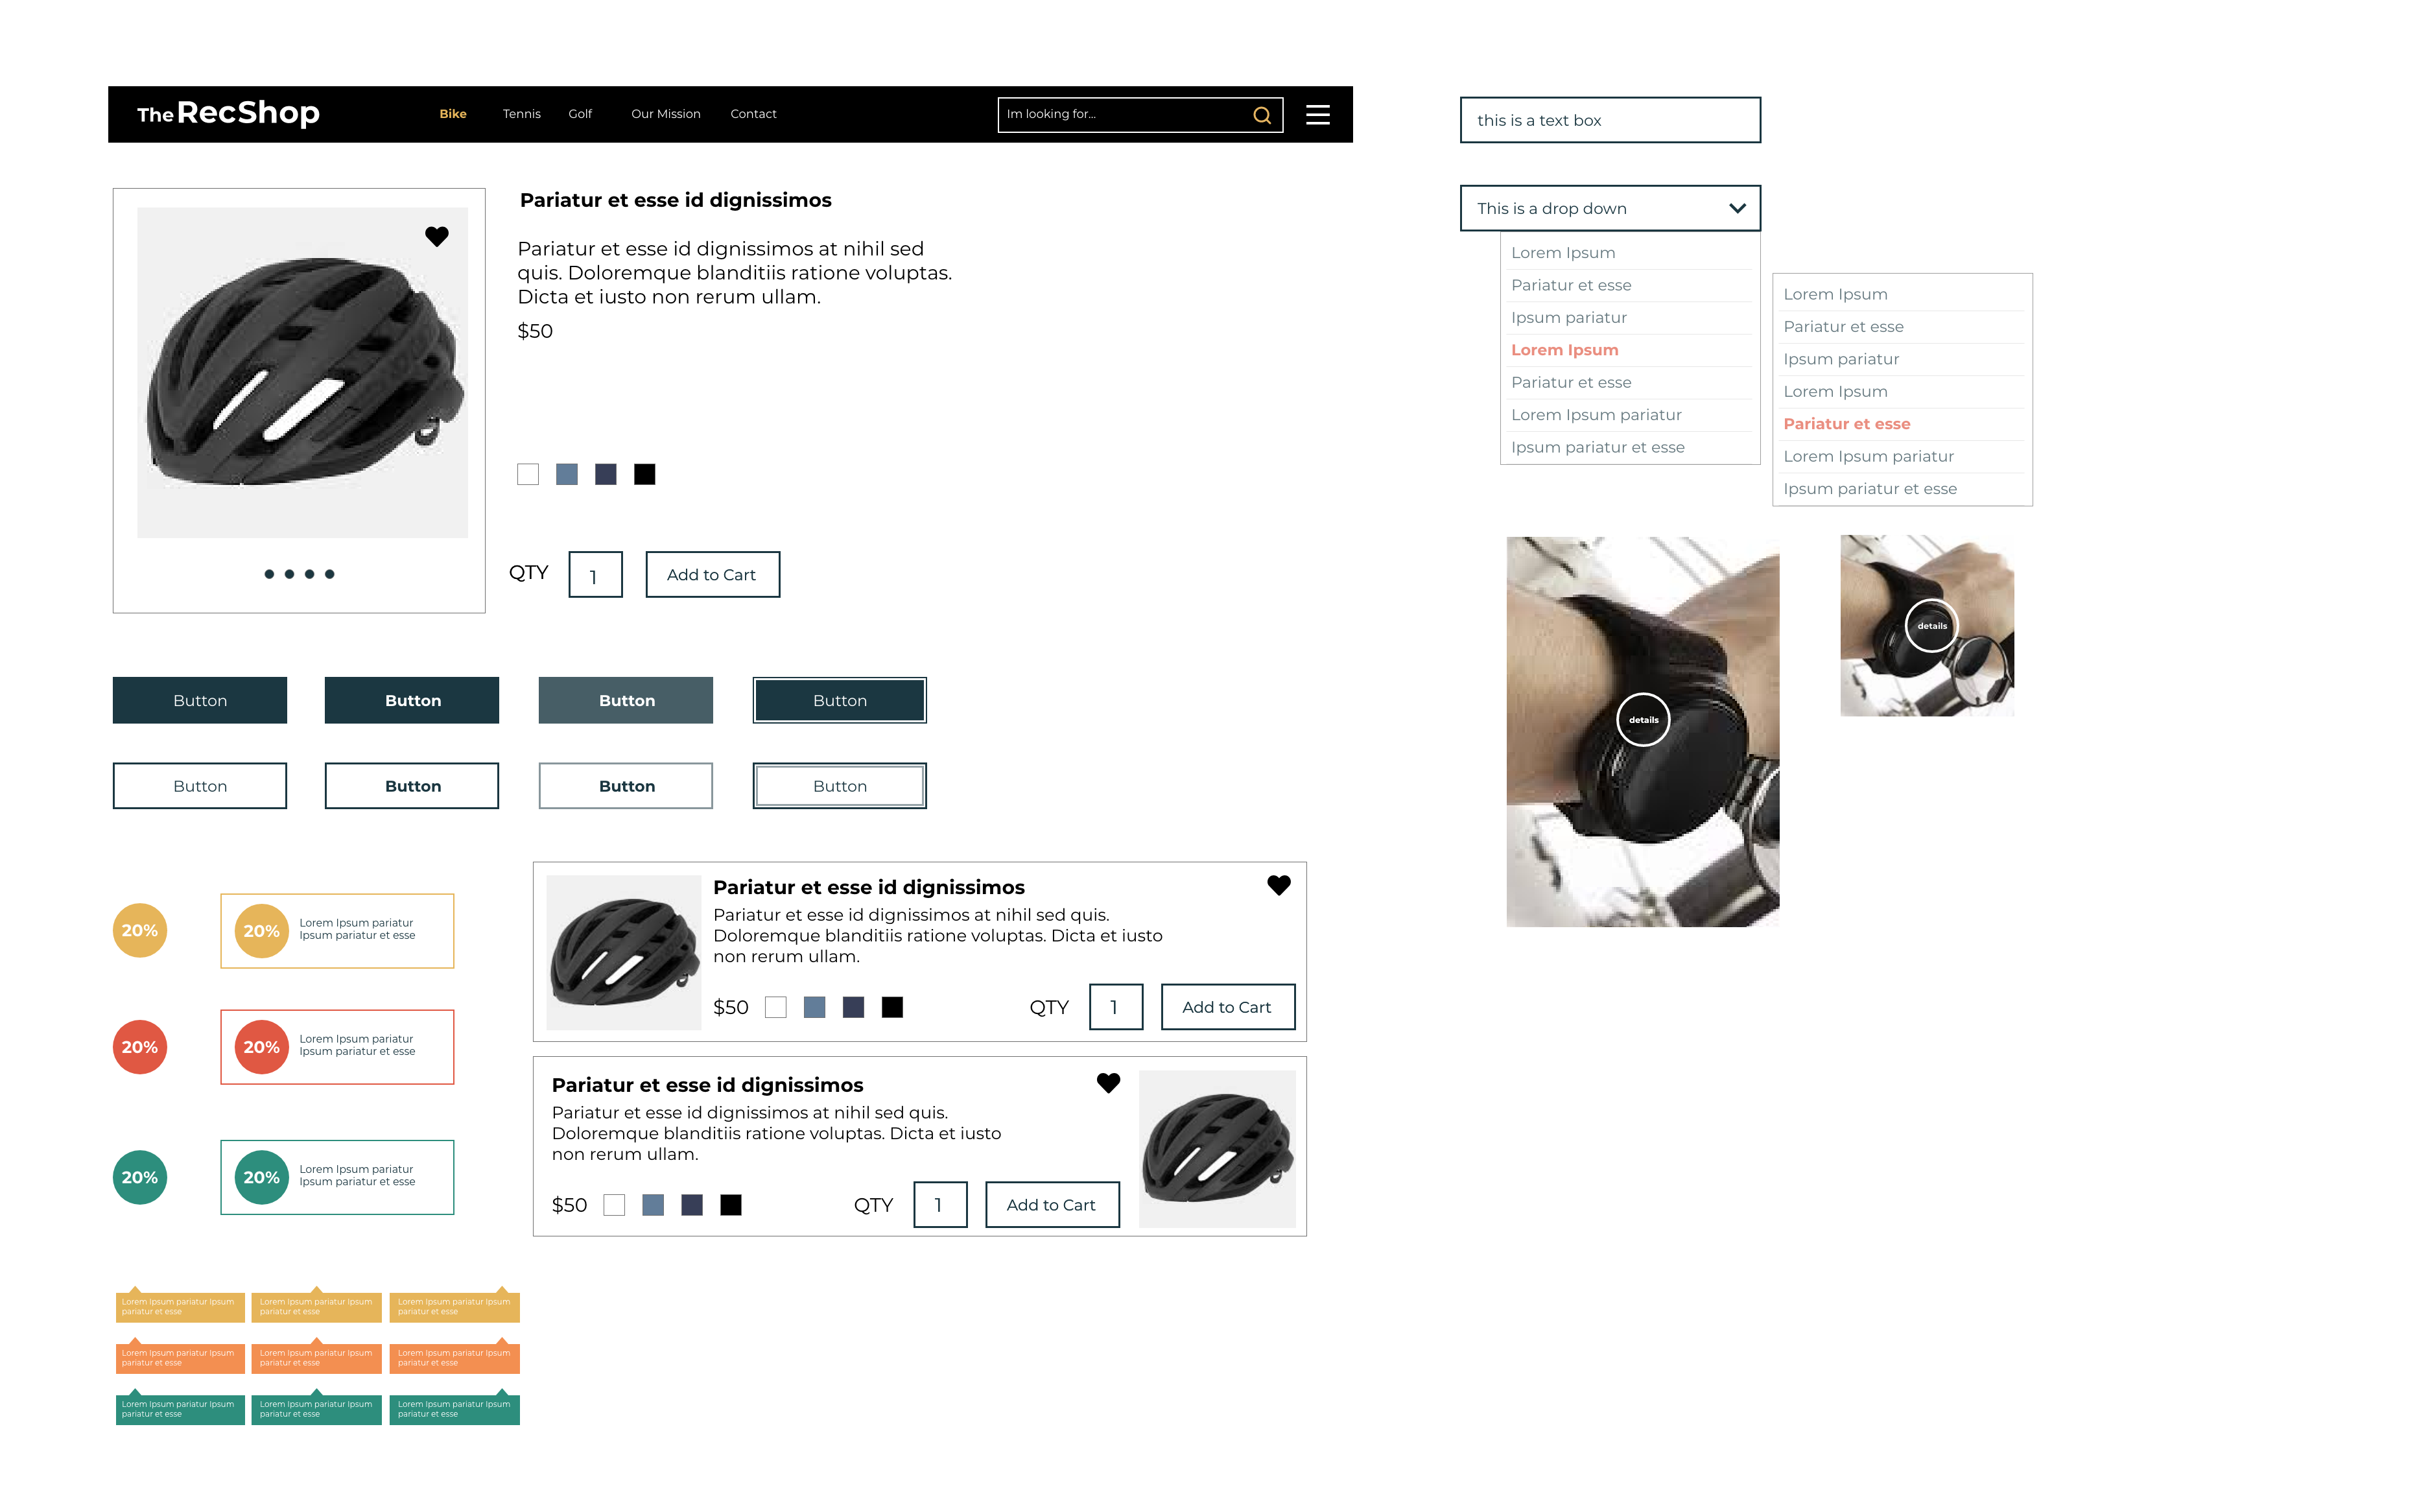 TheRecShop
Bike Tennis Golf Our Mission Contact
Im looking for...
Pariatur et esse id dignissimos
Pariatur et esse id dignissimos at nihil sed
quis. Doloremque blanditiis ratione voluptas.
Dicta et iusto non rerum ullam.
$50
QTY 1 Add to Cart
Button Button Button Button
Button Button Button Button
20%
20%
Lorem Ipsum pariatur
Ipsum pariatur et esse
20%
20%
Lorem Ipsum pariatur
Ipsum pariatur et esse
20%
20%
Lorem Ipsum pariatur
Ipsum pariatur et esse
Pariatur et esse id dignissimos
Pariatur et esse id dignissimos at nihil sed quis.
Doloremque blanditiis ratione voluptas. Dicta et iusto
non rerum ullam.
$50 QTY 1 Add to Cart
Pariatur et esse id dignissimos
Pariatur et esse id dignissimos at nihil sed quis.
Doloremque blanditiis ratione voluptas. Dicta et iusto
non rerum ullam.
$50 QTY 1 Add to Cart
Lorem Ipsum pariatur Ipsum
pariatur et esse
Lorem Ipsum pariatur Ipsum
pariatur et esse
Lorem Ipsum pariatur Ipsum
pariatur et esse
Lorem Ipsum pariatur Ipsum
pariatur et esse
Lorem Ipsum pariatur Ipsum
pariatur et esse
Lorem Ipsum pariatur Ipsum
pariatur et esse
Lorem Ipsum pariatur Ipsum
pariatur et esse
Lorem Ipsum pariatur Ipsum
pariatur et esse
Lorem Ipsum pariatur Ipsum
pariatur et esse
this is a text box
This is a drop down
Lorem Ipsum
Pariatur et esse
Ipsum pariatur
Lorem Ipsum
Pariatur et esse
Lorem Ipsum pariatur
Ipsum pariatur et esse
Lorem Ipsum
Pariatur et esse
Ipsum pariatur
Lorem Ipsum
Pariatur et esse
Lorem Ipsum pariatur
Ipsum pariatur et esse
details
details